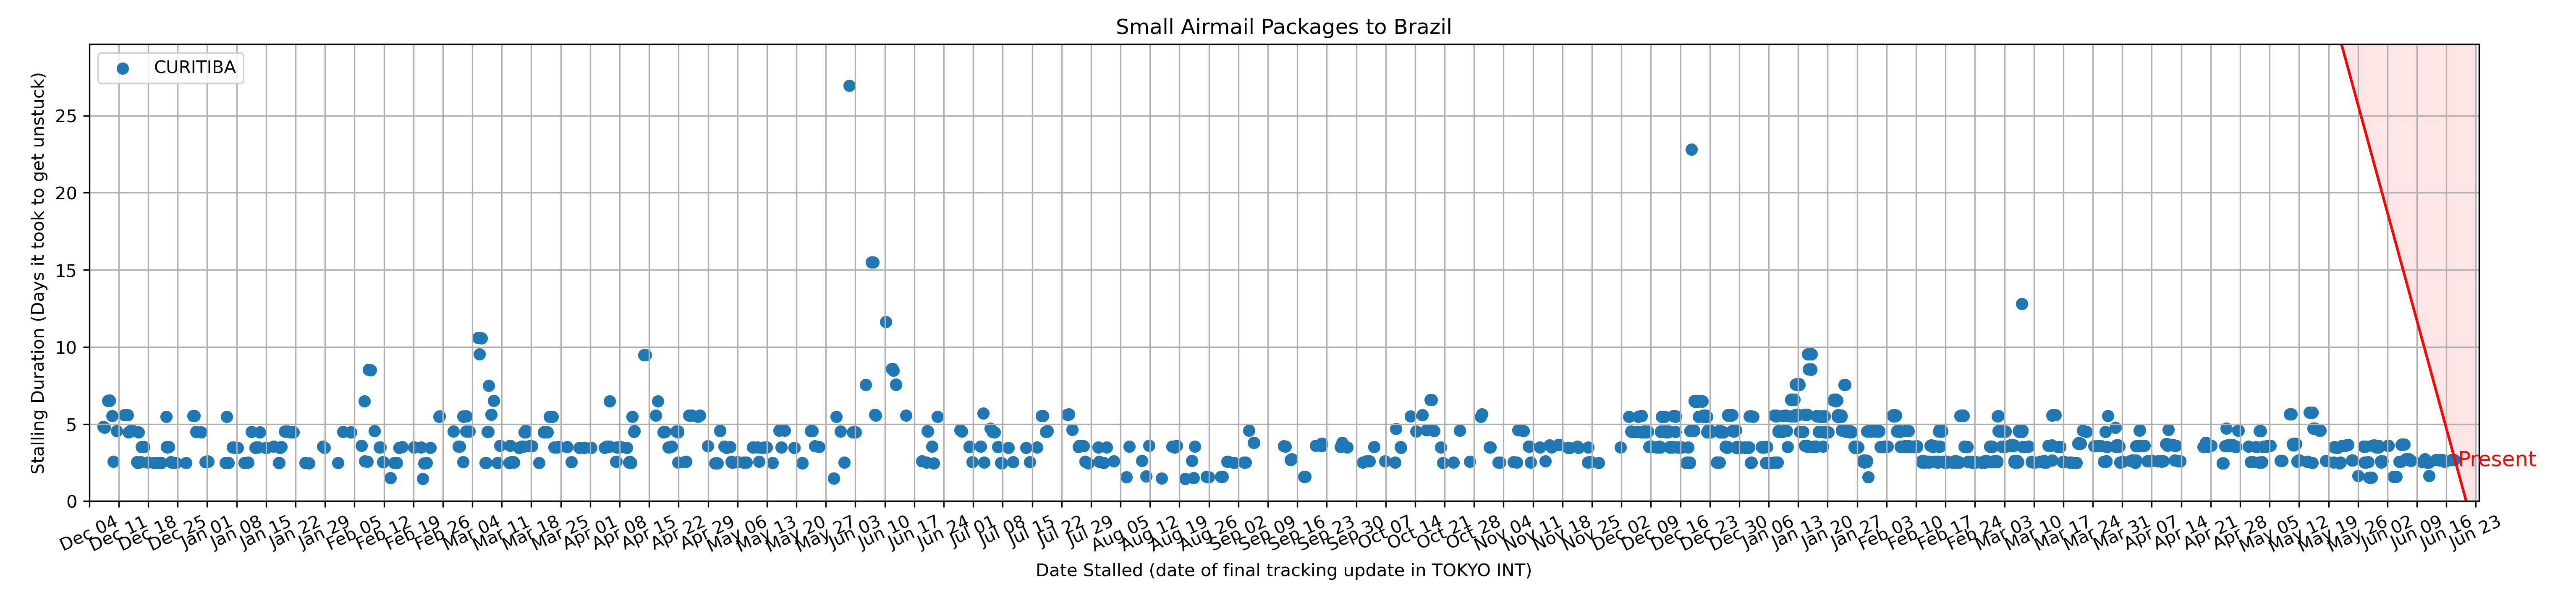 Small Airmail Packages to Brazil
CURITIBA
Stalling Duration (Days it took to get unstuck)
25
20
15
10
5
0
Present
Dec 04 Dec 11 Dec 18 Dec 25 Jan 01 Jan 08 Jan 15 Jan 22 Jan 29 Feb 05 Feb 12 Feb 19 Feb 26 Mar 04 Mar 11 Mar 18 Mar 25 Apr 01 Apr 08 Apr 15 Apr 22 Apr 29 May 06 May 13 May 20 May 27 Jun 03 Jun 10 Jun 17 Jun 24 Jul 01 Jul 08 Jul 15 Jul 22 Jul 29 Aug 05 Aug 12 Aug 19 Aug 26 Sep 02 Sep 09 Sep 16 Sep 23 Sep 30 Oct 07 Oct 14 Oct 21 Oct 28 Nov 04 Nov 11 Nov 18 Nov 25 Dec 02 Dec 09 Dec 16 Dec 23 Dec 30 Jan 06 Jan 13 Jan 20 Jan 27 Feb 03 Feb 10 Feb 17 Feb 24 Mar 03 Mar 10 Mar 17 Mar 24 Mar 31 Apr 07 Apr 14 Apr 21 Apr 28 May 05 May 12 May 19 May 26 Jun 02 Jun 09 Jun 16 Jun 23
Date Stalled (date of final tracking update in TOKYO INT)